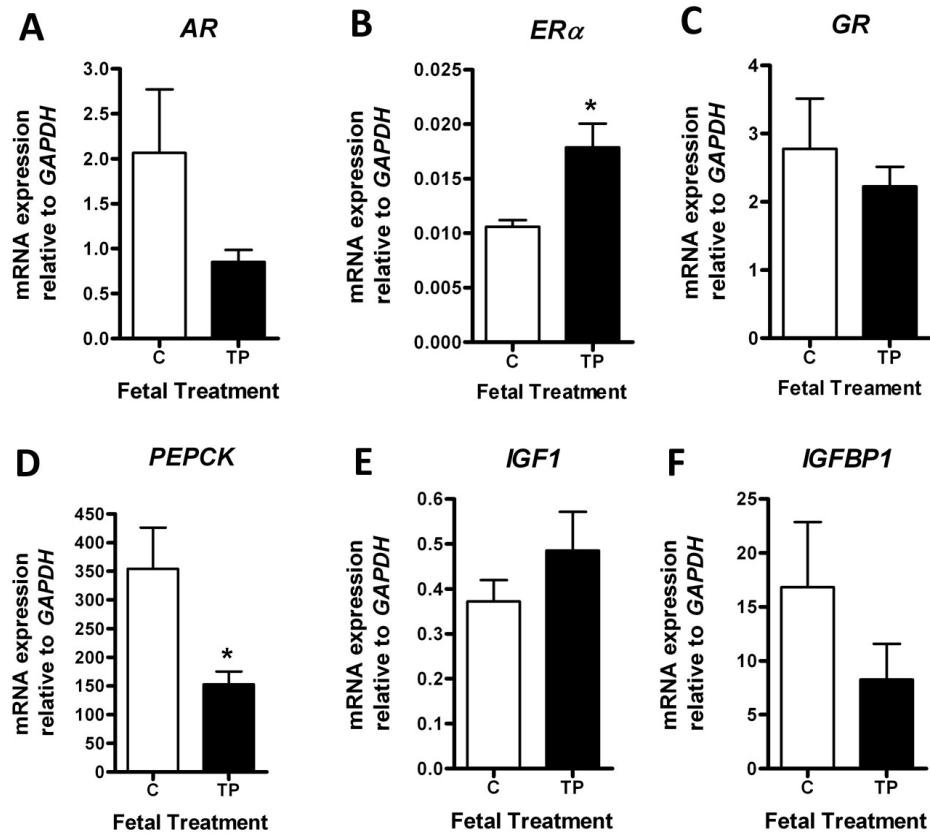 A
AR
mRNA expression
relative to GAPDH
3.0
2.5
2.0
1.5
1.0
0.5
0.0
C
TP
Fetal Treatment
B
ERα
mRNA expression
relative to GAPDH
0.025
0.020
0.015
0.010
0.005
0.000
*
C
TP
Fetal Treatment
C
GR
mRNA expression
relative to GAPDH
4
3
2
1
0
C
TP
Fetal Treament
D
PEPCK
mRNA expression
relative to GAPDH
450
400
350
300
250
200
150
100
50
0
*
C
TP
Fetal Treatment
E
IGF1
mRNA expression
relative to GAPDH
0.6
0.5
0.4
0.3
0.2
0.1
0.0
C
TP
Fetal Treatment
F
IGFBP1
mRNA expression
relative to GAPDH
25
20
15
10
5
0
C
TP
Fetal Treatment